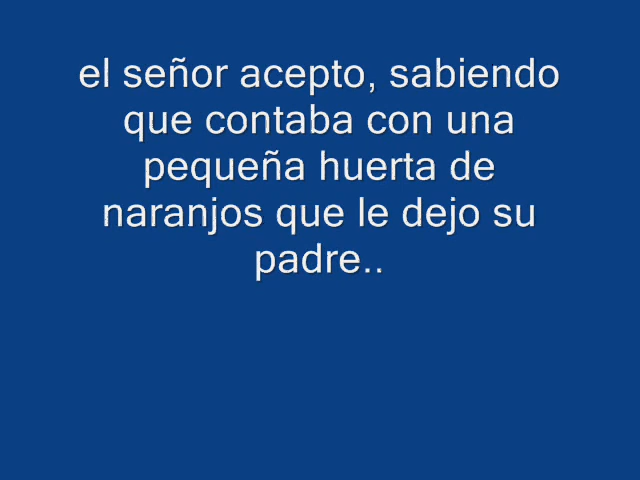 el señor acepto, sabiendo
que contaba con una
pequeña huerta de
naranjos que le dejo su
padre..